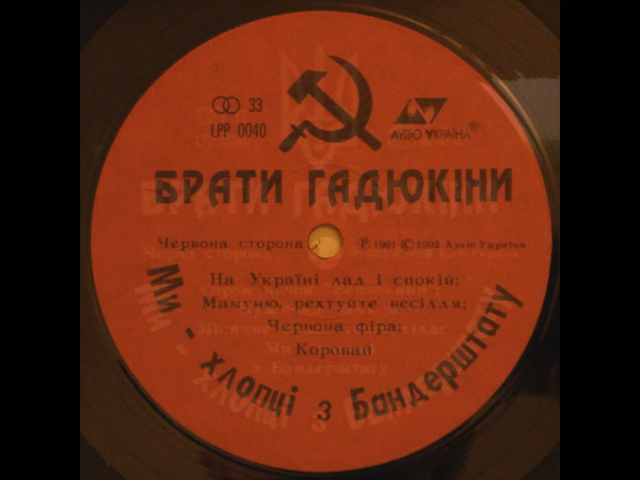 33
LPP 0040
АУДІО УКРАЇНА®
БРАТИ ГАДЮКІНИ
Червона сторона
Ⓟ 1991 © 1992 Аудіо Україна
На Україні лад і спокій;
Мамуню, рехтуйте весілля;
Червона фіра;
Коровай
Ми - хлопці з Бандерштату